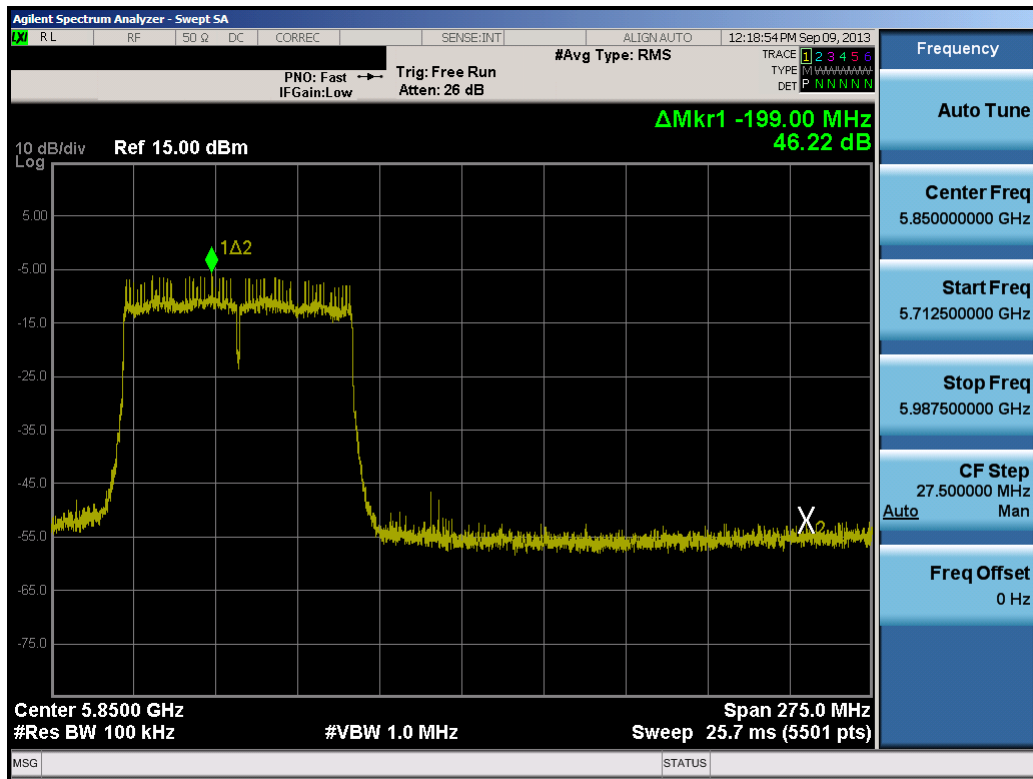 Agilent Spectrum Analyzer - Swept SA
LXI RL RF 50 Ω DC CORREC SENSE:INT ALIGN AUTO 12:18:54 PM Sep 09, 2013
#Avg Type: RMS TRACE 1 2 3 4 5 6
PNO: Fast Trig: Free Run TYPE M WWWWW
IFGain:Low Atten: 26 dB DET P N N N N N
ΔMkr1 -199.00 MHz
46.22 dB
10 dB/div Ref 15.00 dBm
Log
5.00
1Δ2
-5.00
-15.0
-25.0
-35.0
-45.0
X2
-55.0
-65.0
-75.0
Center 5.8500 GHz Span 275.0 MHz
#Res BW 100 kHz #VBW 1.0 MHz Sweep 25.7 ms (5501 pts)
MSG STATUS
Frequency
Auto Tune
Center Freq
5.850000000 GHz
Start Freq
5.712500000 GHz
Stop Freq
5.987500000 GHz
CF Step
27.500000 MHz
Auto Man
Freq Offset
0 Hz